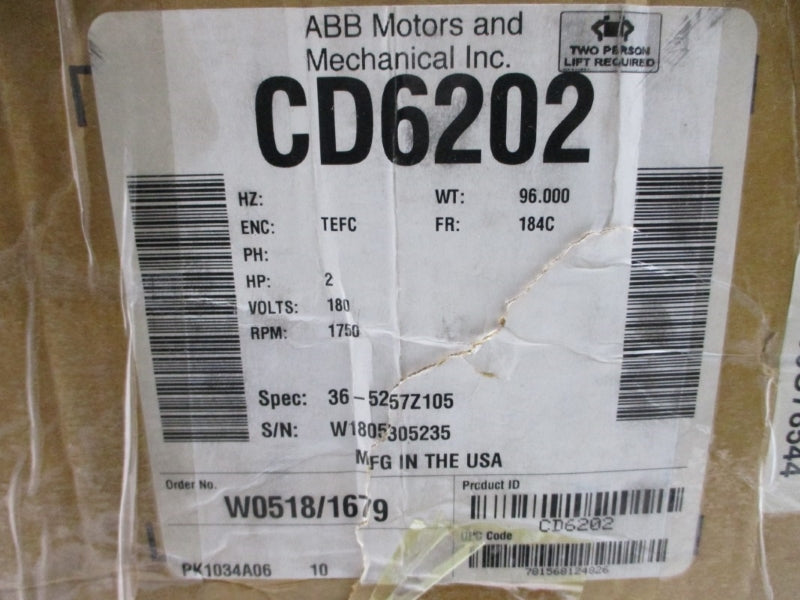 ABB Motors and
Mechanical Inc.
TWO PERSON
LIFT REQUIRED
CD6202
HZ: WT: 96.000
ENC: TEFC FR: 184C
PH:
HP: 2
VOLTS: 180
RPM: 1750
Spec: 36-5257Z105
S/N: W1805305235
MFG IN THE USA
Order No. Product ID
W0518/1679
CD6202
UPC Code
PK1034A06 10
781568124826